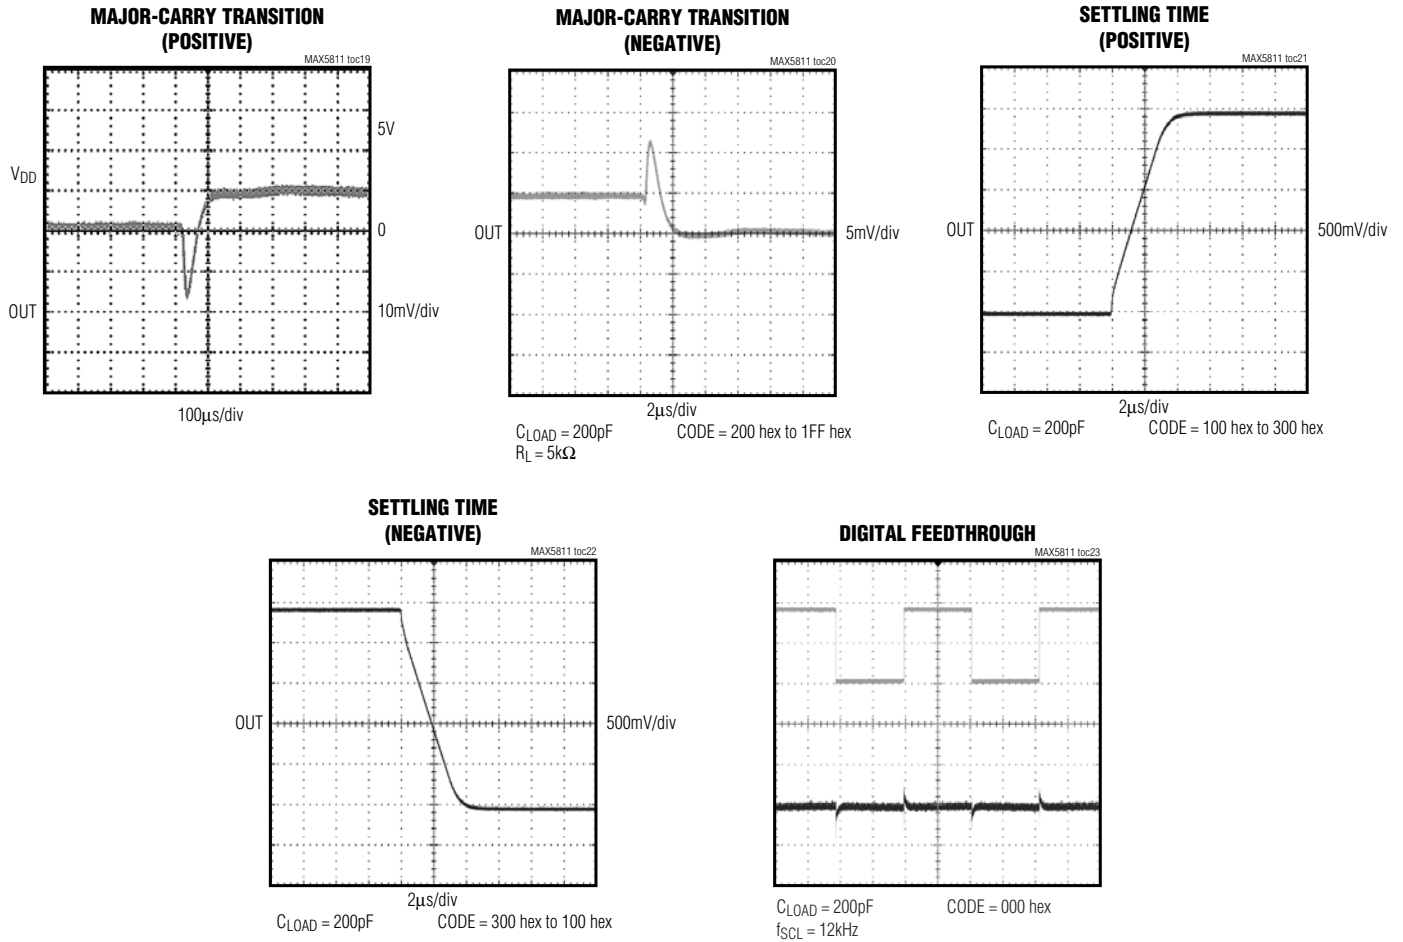 MAJOR-CARRY TRANSITION
(POSITIVE)
MAX5811 toc19
VDD
5V
0
OUT
10mV/div
100μs/div
MAJOR-CARRY TRANSITION
(NEGATIVE)
MAX5811 toc20
OUT
5mV/div
2μs/div
CLOAD = 200pF CODE = 200 hex to 1FF hex
RL = 5kΩ
SETTLING TIME
(POSITIVE)
MAX5811 toc21
OUT
500mV/div
2μs/div
CLOAD = 200pF CODE = 100 hex to 300 hex
SETTLING TIME
(NEGATIVE)
MAX5811 toc22
OUT
500mV/div
2μs/div
CLOAD = 200pF CODE = 300 hex to 100 hex
DIGITAL FEEDTHROUGH
MAX5811 toc23
CLOAD = 200pF CODE = 000 hex
fSCL = 12kHz